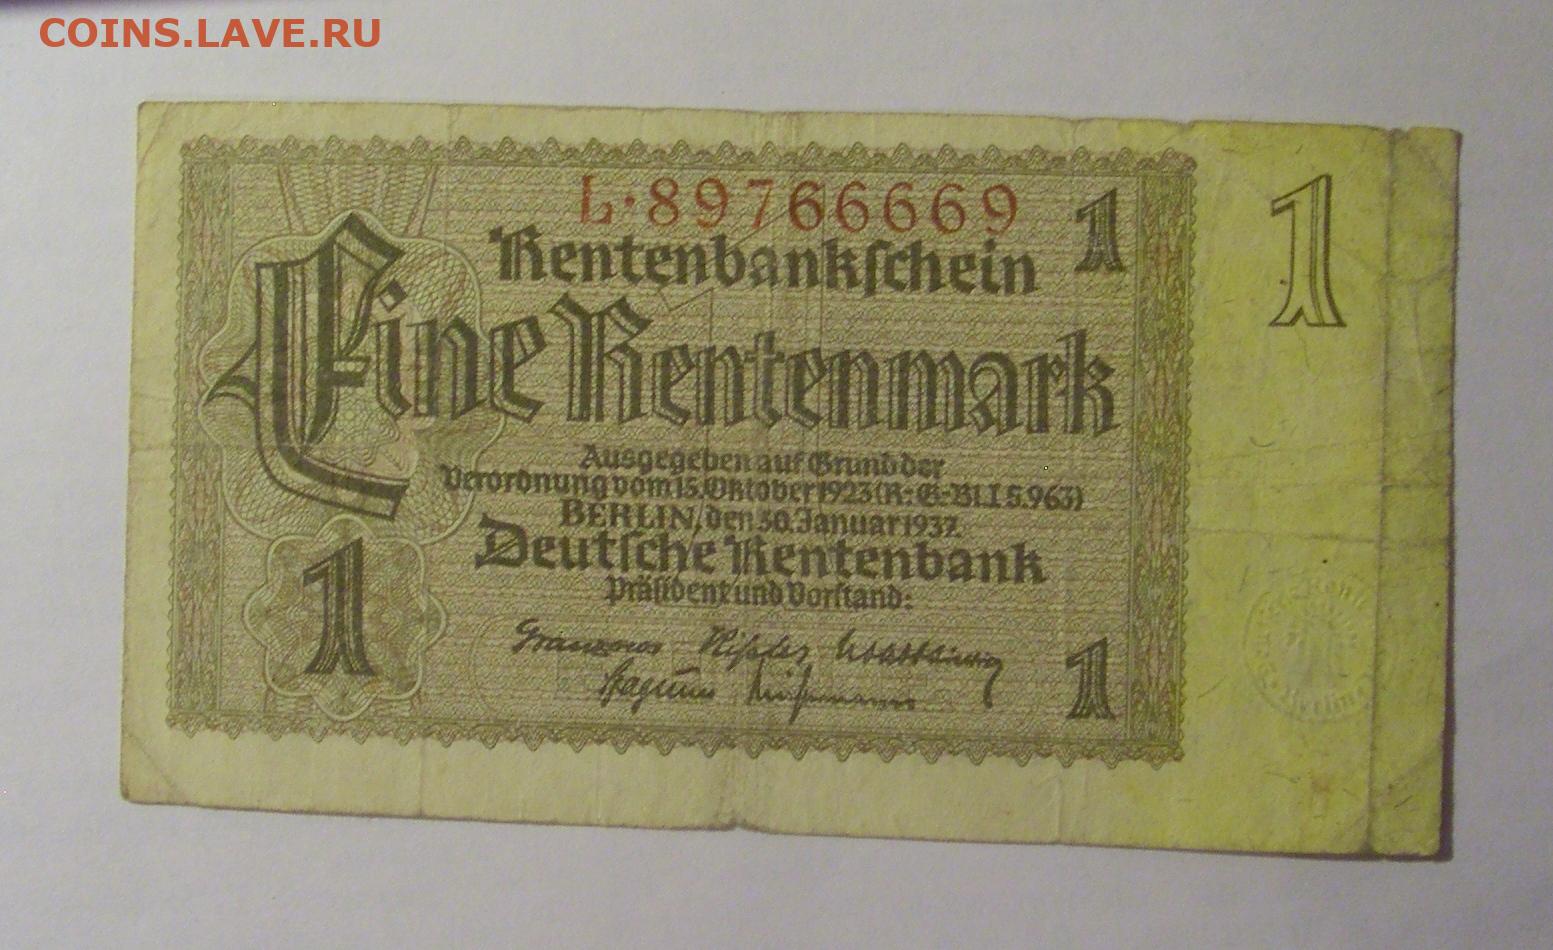 COINS.LAVE.RU
L·89766669
Rentenbankſchein
1
1
Eine Rentenmark
Ausgegeben auf Grund der
Verordnung vom 15. Oktober 1923 (R-G-Bl. I S. 963)
BERLIN, den 30. Januar 1937.
Deutſche Rentenbank
Präſident und Vorſtand:
1
1